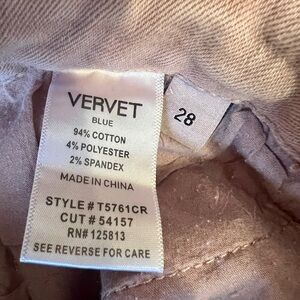 VERVET
BLUE
94% COTTON
4% POLYESTER
2% SPANDEX
MADE IN CHINA
STYLE # T5761CR
CUT # 54157
RN# 125813
SEE REVERSE FOR CARE
28